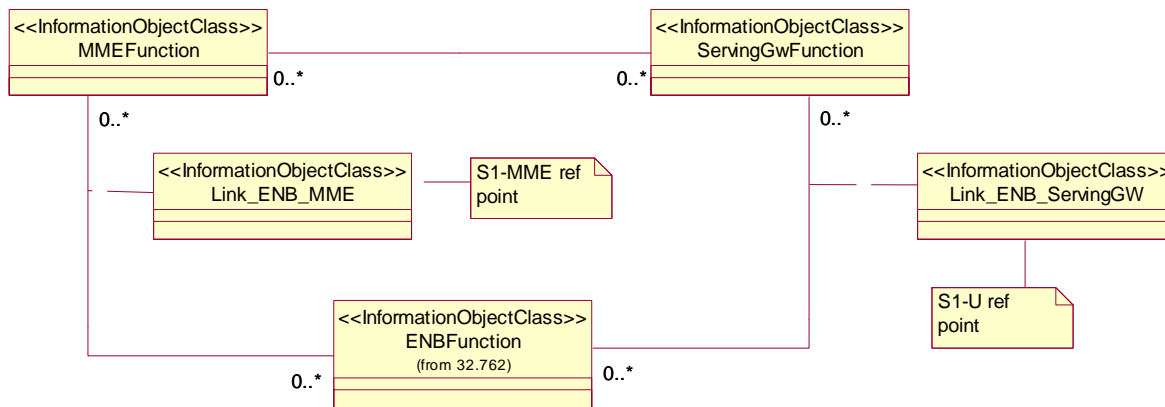 <<InformationObjectClass>>
MMEFunction
<<InformationObjectClass>>
ServingGwFunction
0..*
0..*
0..*
0..*
<<InformationObjectClass>>
Link_ENB_MME
S1-MME ref
point
<<InformationObjectClass>>
Link_ENB_ServingGW
S1-U ref
point
<<InformationObjectClass>>
ENBFunction
(from 32.762)
0..*
0..*